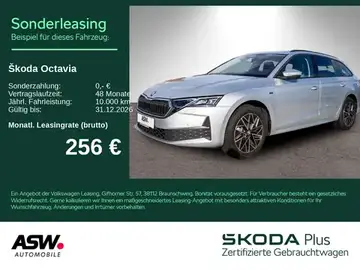 Sonderleasing
Beispiel für dieses Fahrzeug:
Škoda Octavia
Sonderzahlung: 0,- €
Vertragslaufzeit: 48 Monate
Jährl. Fahrleistung: 10.000 km
Gültig bis: 31.12.2026
Monatl. Leasingrate (brutto)
256 €
Ein Angebot der Volkswagen Leasing, Gifhorner Str. 57, 38112 Braunschweig. Bonität vorausgesetzt. Für Verbraucher besteht ein gesetzliches
Widerrufsrecht. Gerne kalkulieren wir Ihnen ein maßgeschneidertes Leasing-Angebot mit besonders attraktiven Konditionen für Ihr
Wunschfahrzeug. Änderungen und Irrtümer vorbehalten.
ASW.
AUTOMOBILE
ŠKODA Plus
Zertifizierte Gebrauchtwagen